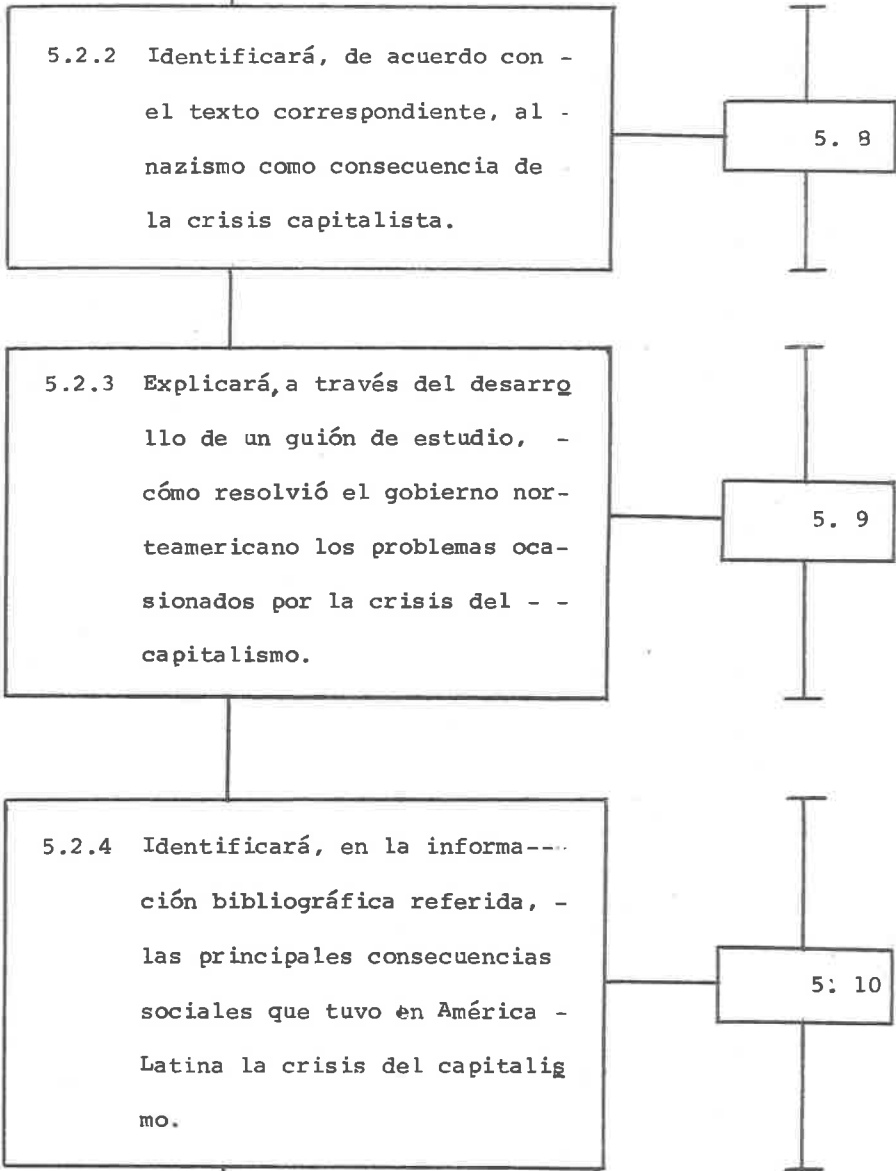 5.2.2 Identificará, de acuerdo con -
el texto correspondiente, al -
nazismo como consecuencia de
la crisis capitalista.
5. 8
5.2.3 Explicará, a través del desarro
llo de un guión de estudio, -
cómo resolvió el gobierno nor-
teamericano los problemas oca-
sionados por la crisis del - -
capitalismo.
5. 9
5.2.4 Identificará, en la informa--
ción bibliográfica referida, -
las principales consecuencias
sociales que tuvo en América -
Latina la crisis del capitalis
mo.
5. 10